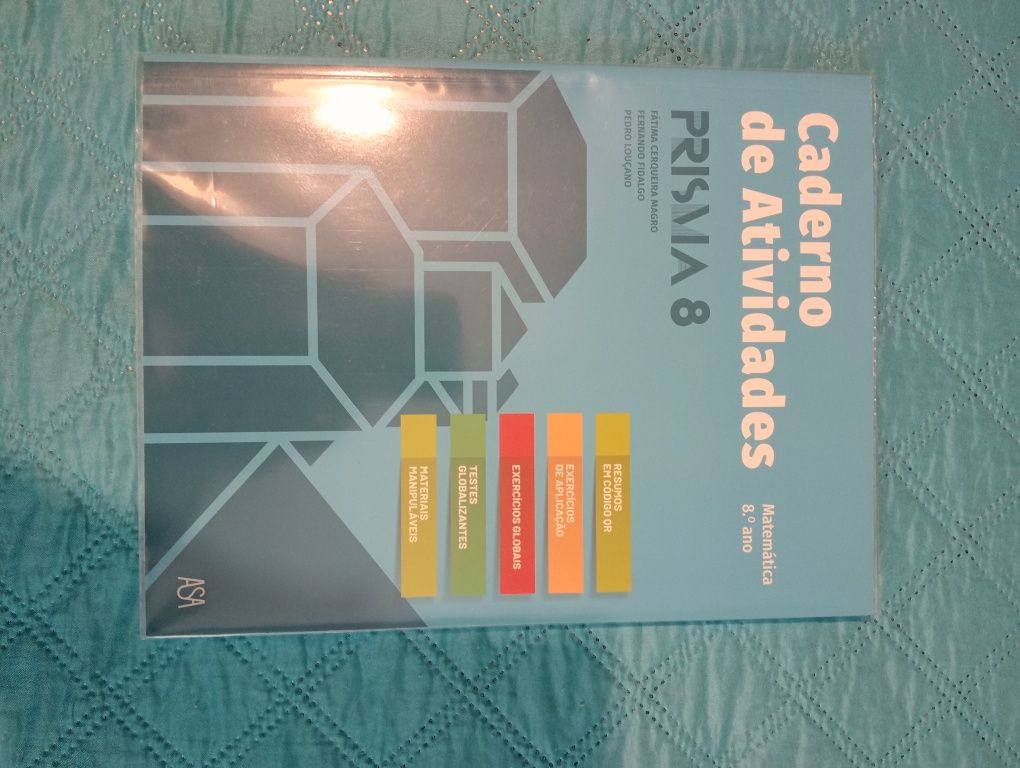 Caderno
de Atividades
Matemática
8.º ano
PRISMA 8
FÁTIMA CERQUEIRA MAGRO
FERNANDO FIDALGO
PEDRO LOUÇANO
RESUMOS
EM CÓDIGO QR
EXERCÍCIOS
DE APLICAÇÃO
EXERCÍCIOS GLOBAIS
TESTES
GLOBALIZANTES
MATERIAIS
MANIPULÁVEIS
ASA